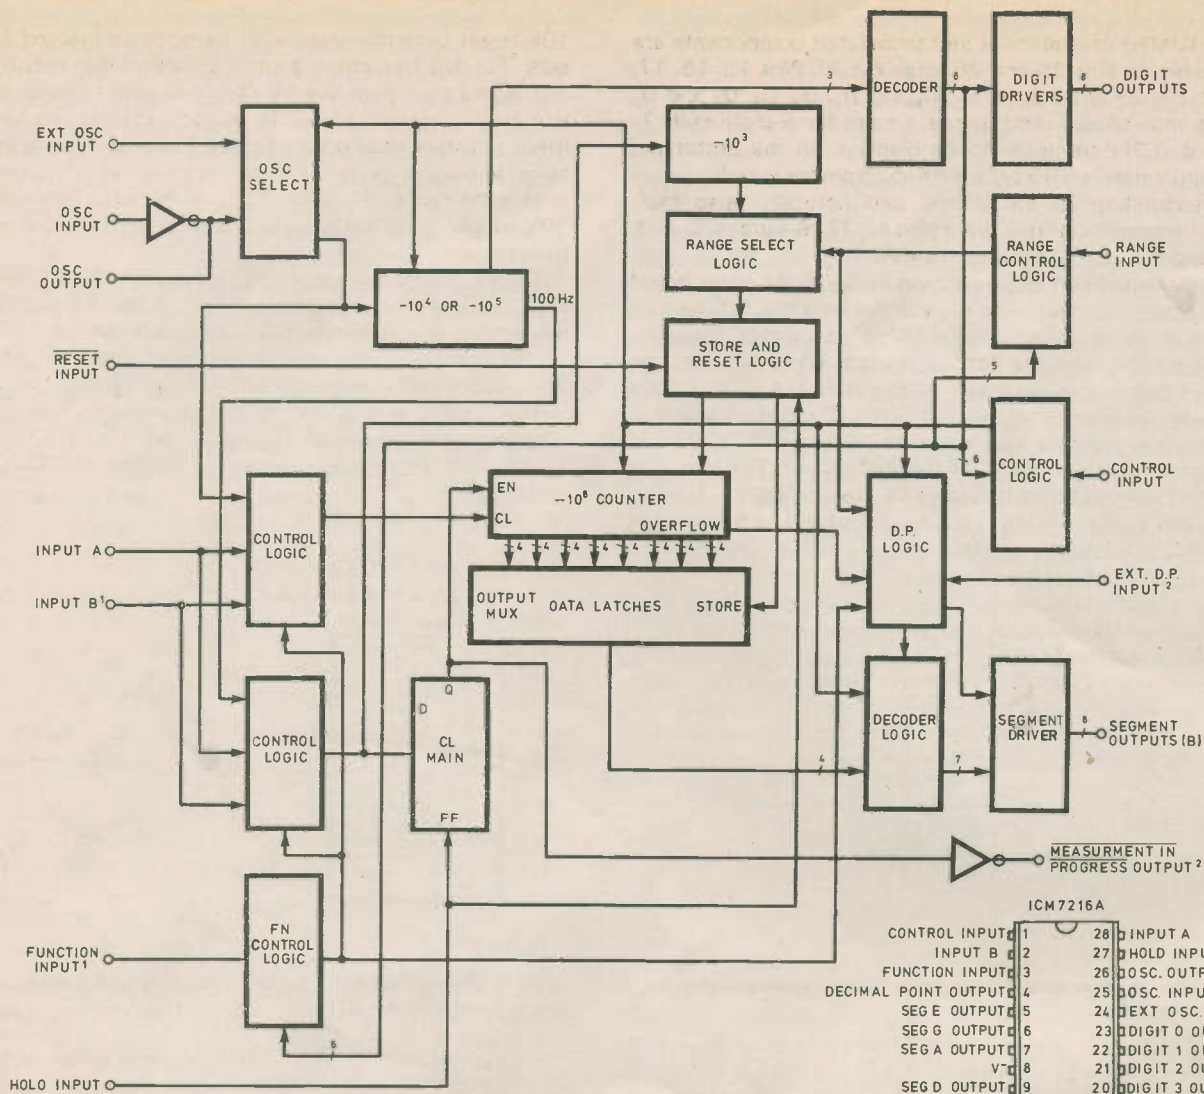 DECODER
DIGIT
DRIVERS
DIGIT
OUTPUTS
3
8
8
EXT OSC
INPUT
OSC
SELECT
-10³
OSC
INPUT
OSC
OUTPUT
RANGE SELECT
LOGIC
RANGE
CONTROL
LOGIC
RANGE
INPUT
-10⁴ OR -10⁵
100 Hz
STORE AND
RESET LOGIC
RESET
INPUT
5
6
CONTROL
LOGIC
CONTROL
INPUT
EN
CL
-10⁸ COUNTER
OVERFLOW
4 4 4 4 4 4 4 4
CONTROL
LOGIC
INPUT A
INPUT B¹
D.P.
LOGIC
EXT. D.P.
INPUT²
OUTPUT
MUX
OATA LATCHES
STORE
CONTROL
LOGIC
Q
D
CL
MAIN
FF
DECODER
LOGIC
SEGMENT
DRIVER
SEGMENT
OUTPUTS (B)
4
7
MEASURMENT IN
PROGRESS OUTPUT²
FN
CONTROL
LOGIC
FUNCTION
INPUT¹
6
HOLO INPUT
ICM7216A
CONTROL INPUT 1 28 INPUT A
INPUT B 2 27 HOLD INPU
FUNCTION INPUT 3 26 OSC. OUTP
DECIMAL POINT OUTPUT 4 25 OSC. INPU
SEG E OUTPUT 5 24 EXT OSC.
SEG G OUTPUT 6 23 DIGIT 0 OU
SEG A OUTPUT 7 22 DIGIT 1 OU
V⁻ 8 21 DIGIT 2 OU
SEG D OUTPUT 9 20 DIGIT 3 OU